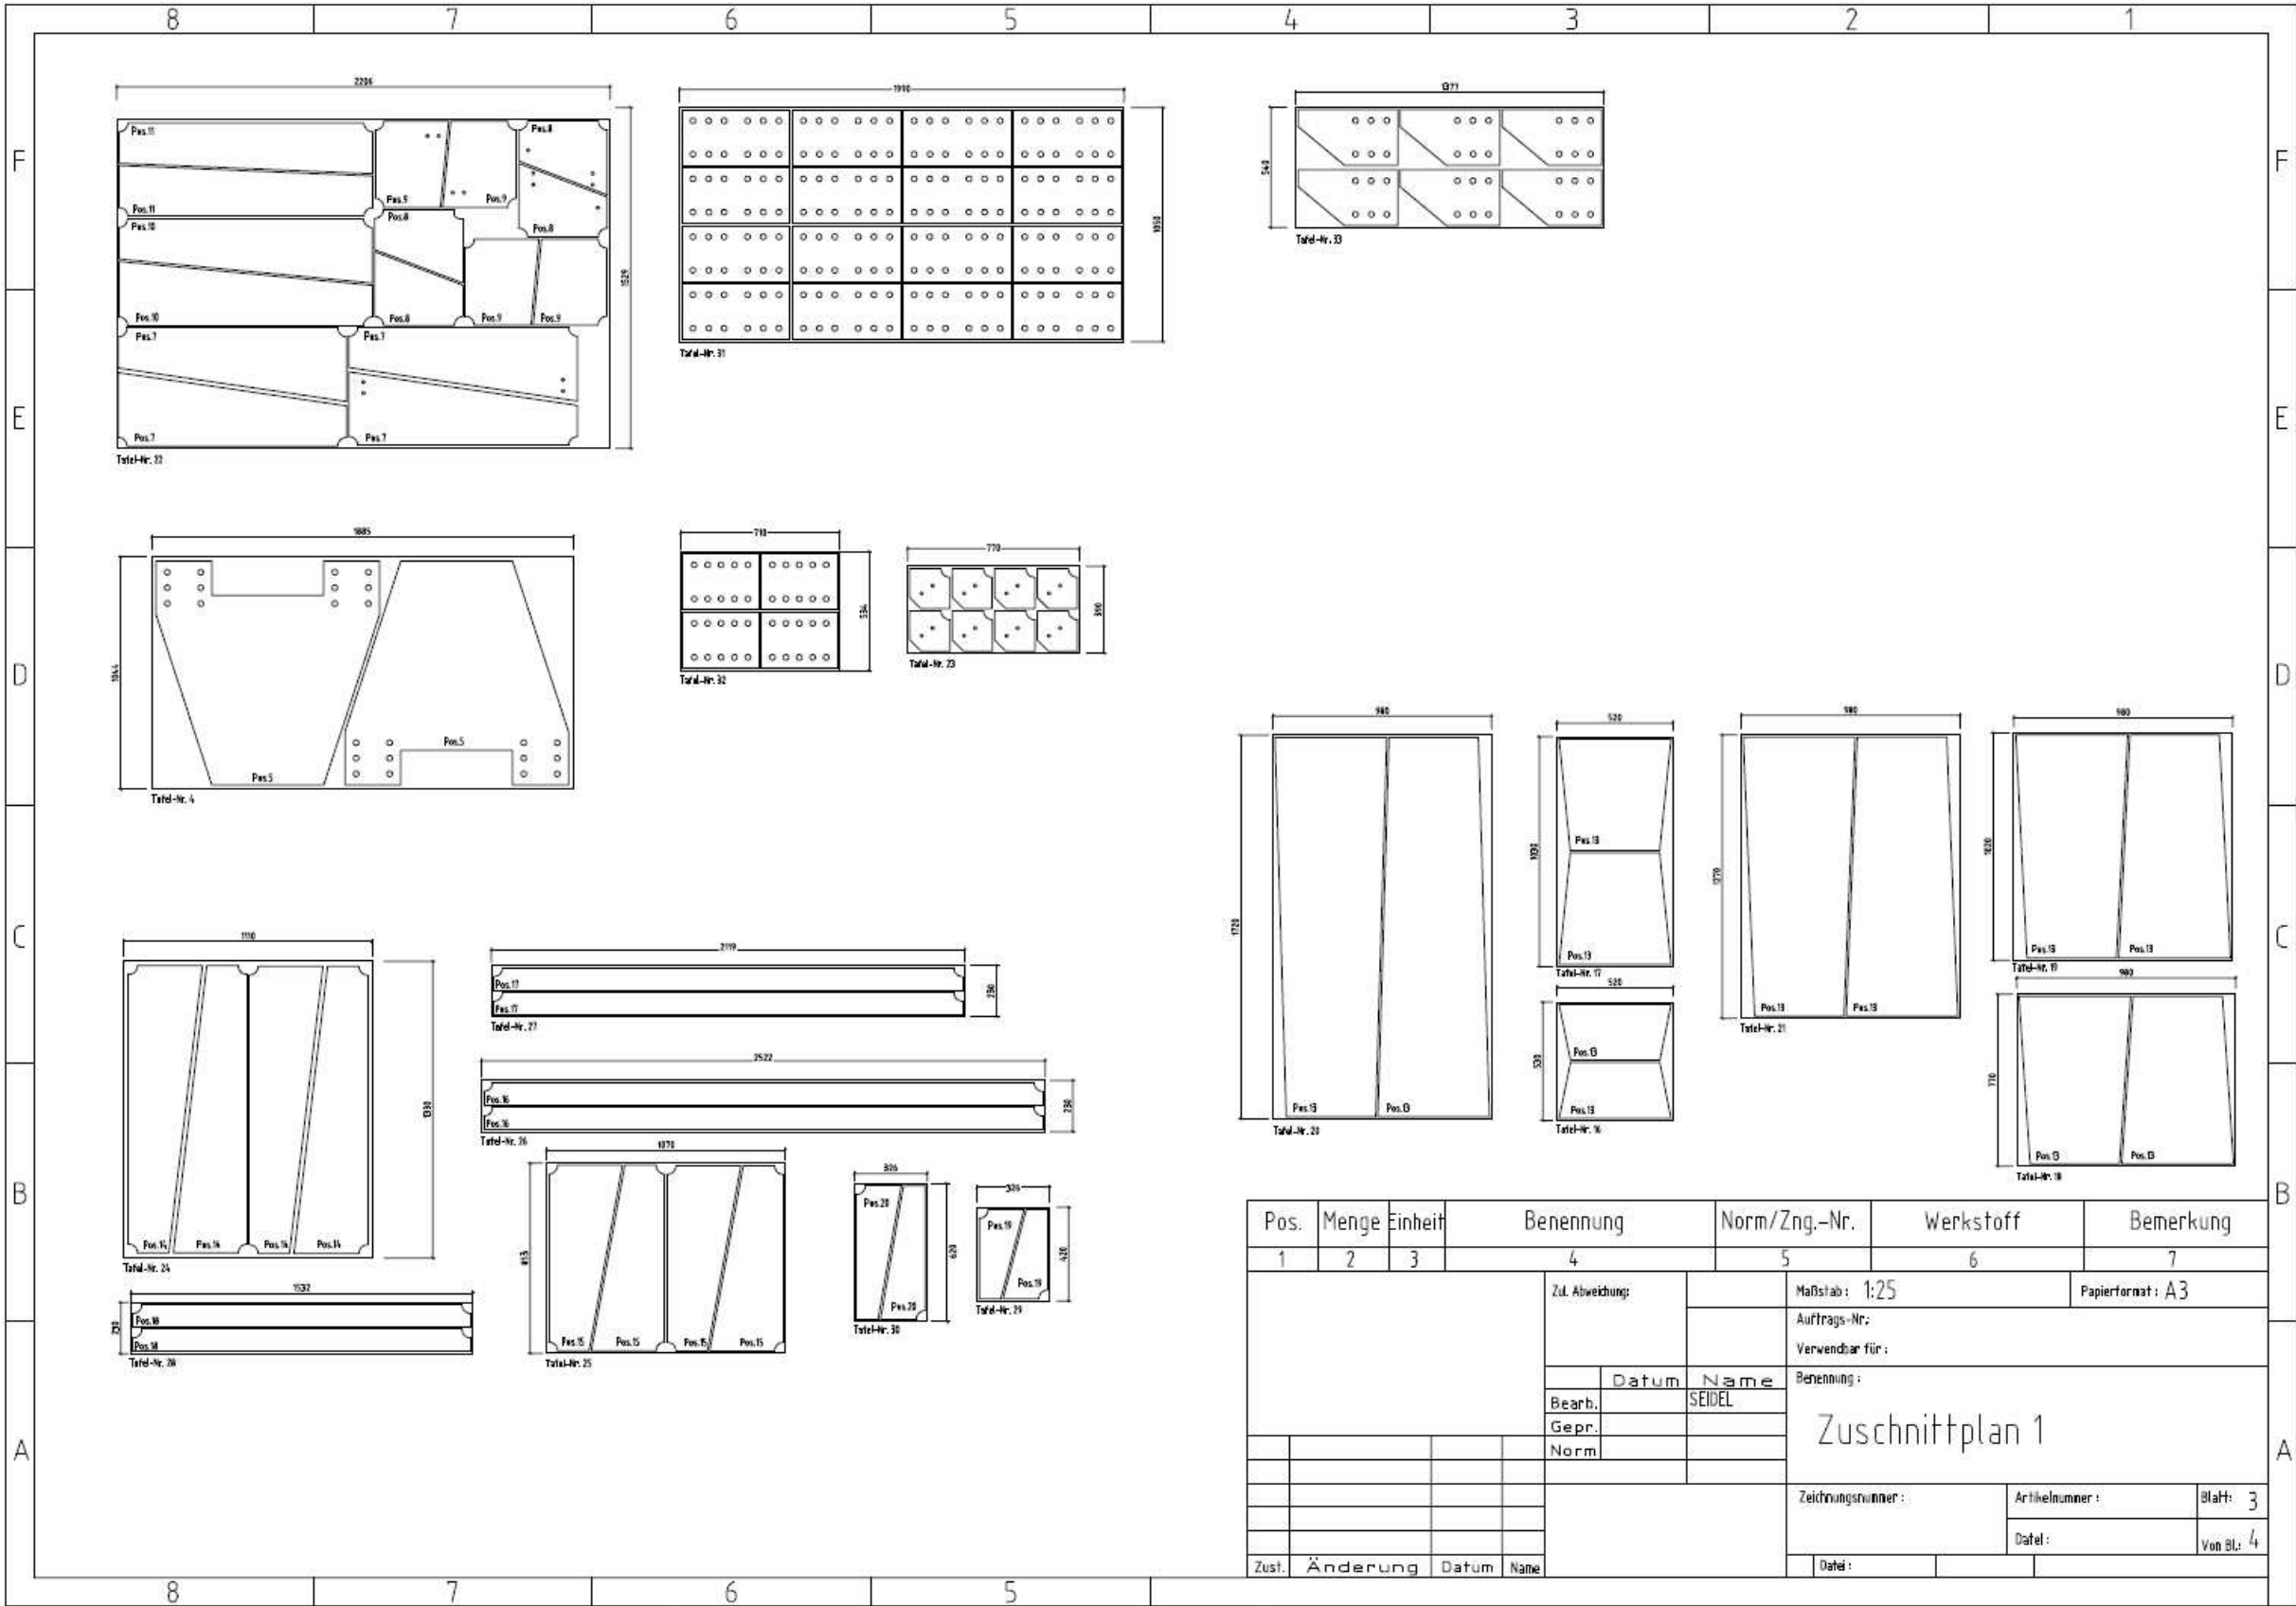 8 7 6 5 4 3 2 1
F
F
E
E
D
D
C
C
B
B
A
A
2206
1529
Pos.11
Pos.11
Pos.10
Pos.10
Pos.7
Pos.7
Pos.7
Pos.7
Pos.9
Pos.9
Pos.8
Pos.8
Pos.8
Pos.8
Pos.9
Pos.9
Tafel-Nr. 22
1990
1050
Tafel-Nr. 31
1377
540
Tafel-Nr. 33
1885
1044
Pos.5
Pos.5
Tafel-Nr. 4
710
534
Tafel-Nr. 32
770
390
Tafel-Nr. 23
980
1720
Pos.13
Pos.13
Tafel-Nr. 20
520
1030
Pos.13
Pos.13
Tafel-Nr. 17
520
530
Pos.13
Pos.13
Tafel-Nr. 16
980
1270
Pos.13
Pos.13
Tafel-Nr. 21
980
1020
Pos.13
Pos.13
Tafel-Nr. 19
980
770
Pos.13
Pos.13
Tafel-Nr. 18
1110
1330
Pos.14
Pos.14
Pos.14
Pos.14
Tafel-Nr. 24
2119
230
Pos.17
Pos.17
Tafel-Nr. 27
2522
230
Pos.16
Pos.16
Tafel-Nr. 26
1532
230
Pos.18
Pos.18
Tafel-Nr. 28
1070
853
Pos.15
Pos.15
Pos.15
Pos.15
Tafel-Nr. 25
326
620
Pos.20
Pos.20
Tafel-Nr. 30
326
420
Pos.19
Pos.19
Tafel-Nr. 29
Pos. Menge Einheit Benennung Norm/Zng.-Nr. Werkstoff Bemerkung
1 2 3 4 5 6 7
Zul. Abweichung:
Maßstab: 1:25
Papierformat: A3
Auftrags-Nr.:
Verwendbar für:
Datum Name
Bearb. SEIDEL
Gepr.
Norm
Benennung:
Zuschnittplan 1
Zeichnungsnummer:
Artikelnummer:
Blatt: 3
Datei:
Von Bl.: 4
Zust. Änderung Datum Name
Datei:
8 7 6 5